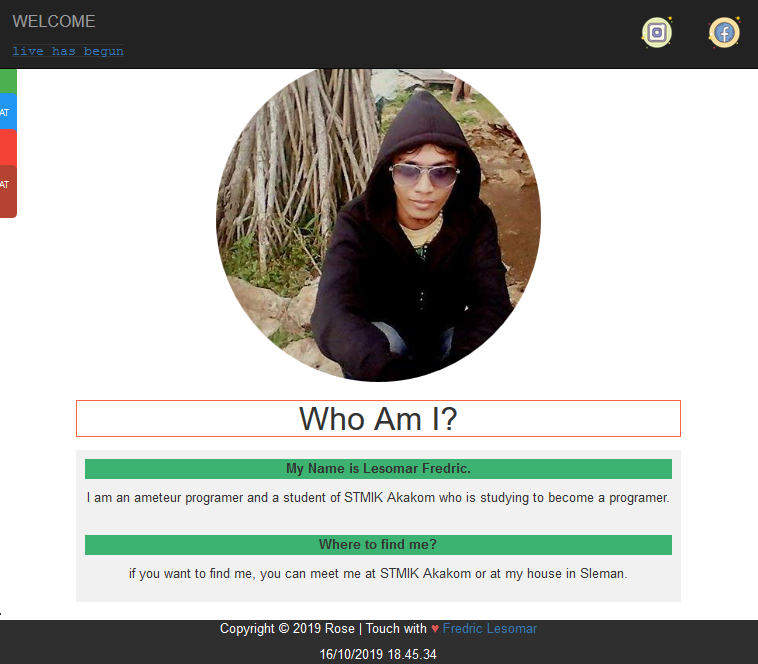 WELCOME
live has begun
AT
AT
Who Am I?
My Name is Lesomar Fredric.
I am an ameteur programer and a student of STMIK Akakom who is studying to become a programer.
Where to find me?
if you want to find me, you can meet me at STMIK Akakom or at my house in Sleman.
Copyright © 2019 Rose | Touch with ♥ Fredric Lesomar
16/10/2019 18.45.34